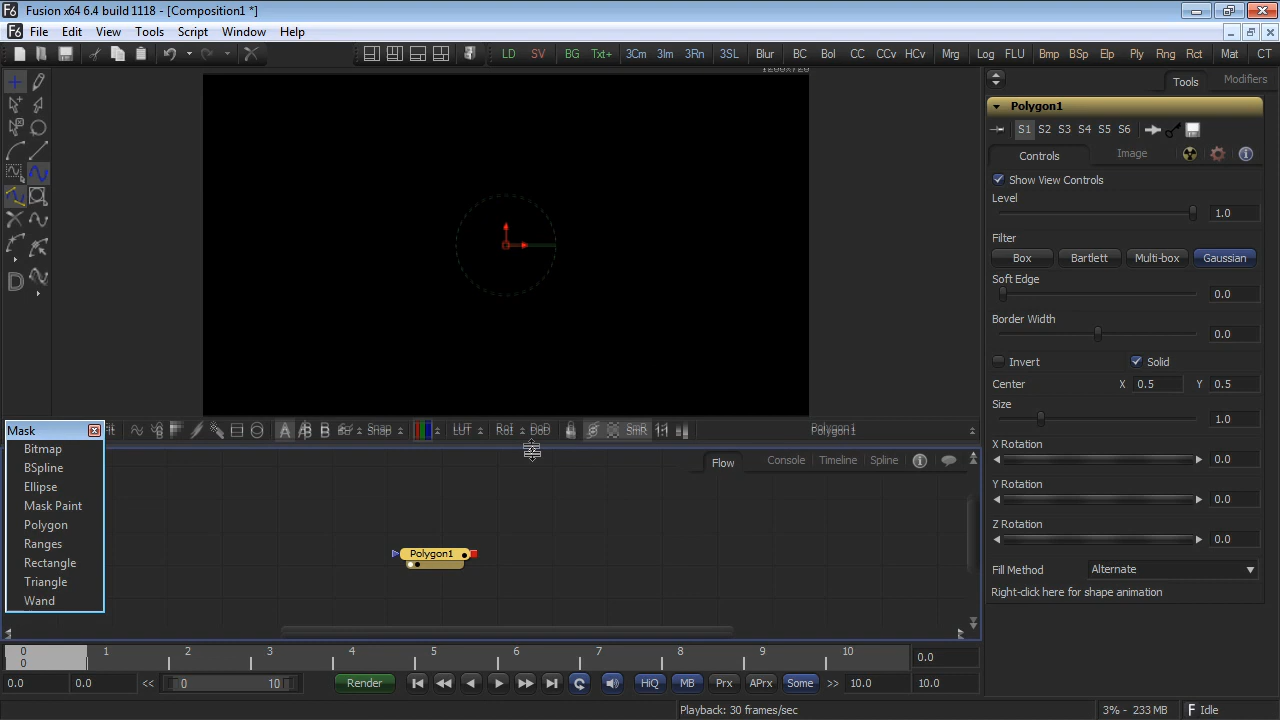 Fusion x64 6.4 build 1118 - [Composition1 *]
File Edit View Tools Script Window Help
LD SV BG Txt+ 3Cm 3Im 3Rn 3SL Blur BC Bol CC CCv HCv Mrg Log FLU Bmp BSp Elp Ply Rng Rct Mat CT
1280x720
Tools Modifiers
Polygon1
S1 S2 S3 S4 S5 S6
Controls Image
Show View Controls
Level
1.0
Filter
Box Bartlett Multi-box Gaussian
Soft Edge
0.0
Border Width
0.0
Invert Solid
Center X 0.5 Y 0.5
Size
1.0
X Rotation
0.0
Y Rotation
0.0
Z Rotation
0.0
Fill Method Alternate
Right-click here for shape animation
A B Snap LUT RoI DoD SmR 1:1 Polygon1
Mask
Bitmap
BSpline
Ellipse
Mask Paint
Polygon
Ranges
Rectangle
Triangle
Wand
Flow Console Timeline Spline
Polygon1
0 1 2 3 4 5 6 7 8 9 10
0
0.0
0.0 0.0 << 0 10 Render HiQ MB Prx APrx Some >> 10.0 10.0
Playback: 30 frames/sec 3% - 233 MB Idle